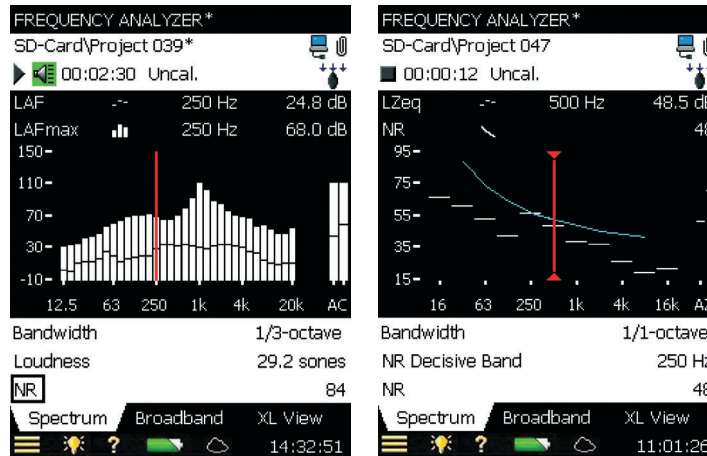 FREQUENCY ANALYZER*
SD-Card\Project 039*
00:02:30 Uncal.
LAF -.-- 250 Hz 24.8 dB
LAFmax 250 Hz 68.0 dB
150-
110-
70-
30-
-10-
12.5 63 250 1k 4k 20k AC
Bandwidth 1/3-octave
Loudness 29.2 sones
NR 84
Spectrum Broadband XL View
? 14:32:51
FREQUENCY ANALYZER*
SD-Card\Project 047
00:00:12 Uncal.
LZeq -.-- 500 Hz 48.5 d
NR 48
95-
75-
55-
35-
15-
16 63 250 1k 4k 16k AZ
Bandwidth 1/1-octave
NR Decisive Band 250 Hz
NR 48
Spectrum Broadband XL View
? 11:01:26